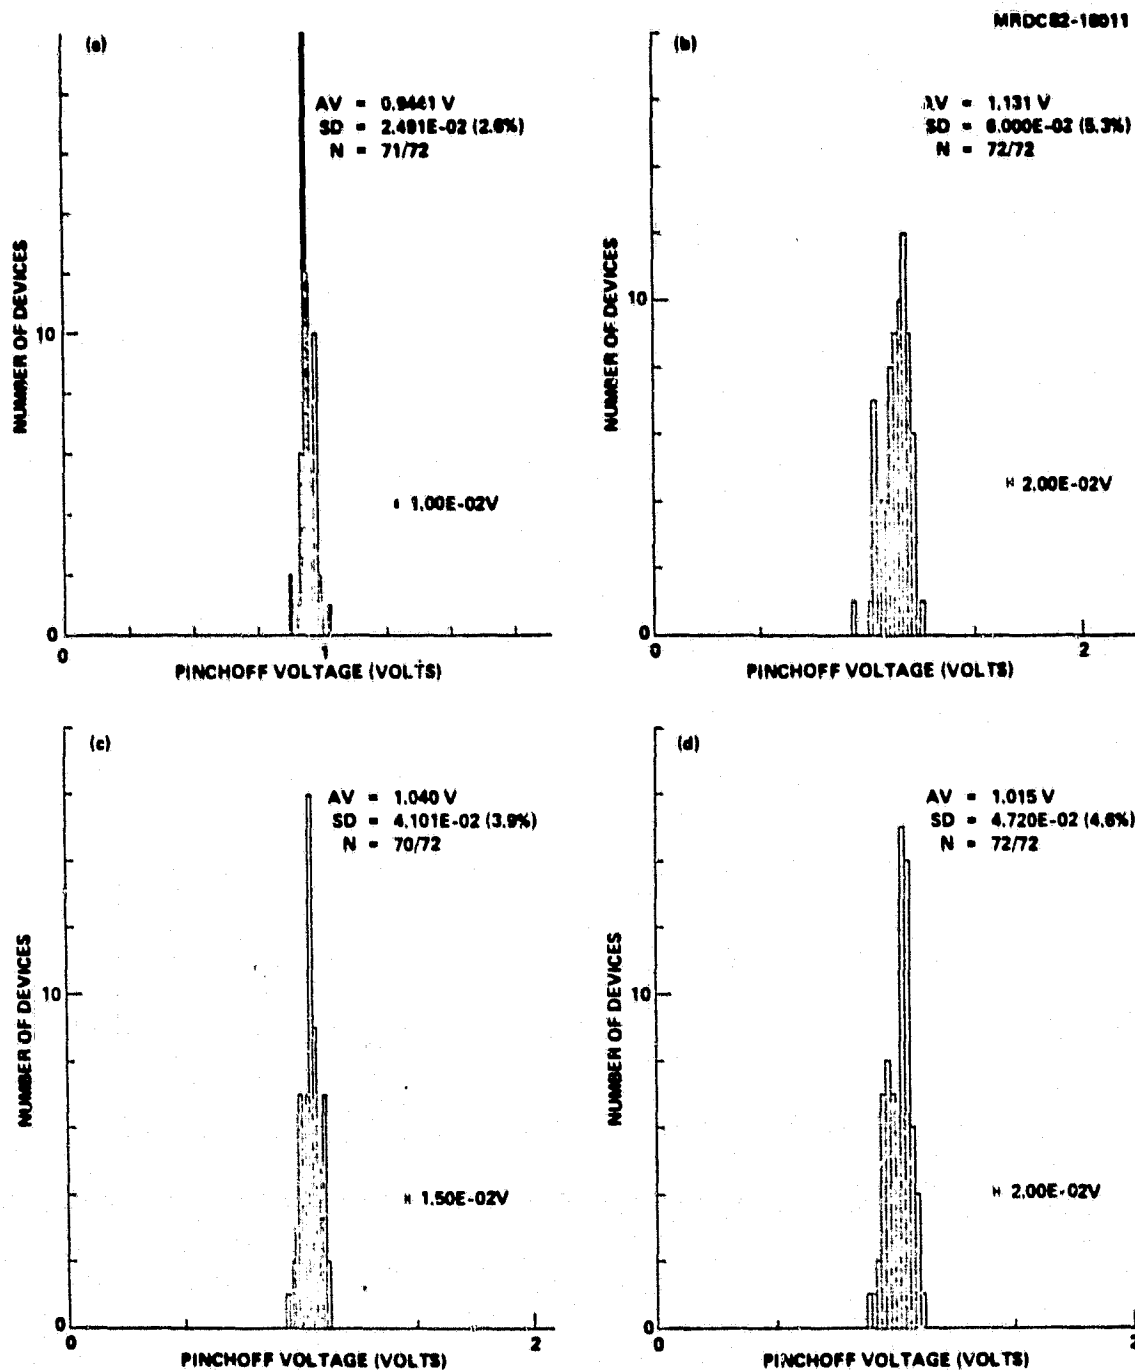 MRDC82-18011
(a)
AV = 0.9441 V
SD = 2.491E-02 (2.6%)
N = 71/72
NUMBER OF DEVICES
10
1.00E-02V
0
0
1
PINCHOFF VOLTAGE (VOLTS)
(b)
AV = 1.131 V
SD = 6.000E-02 (5.3%)
N = 72/72
NUMBER OF DEVICES
10
2.00E-02V
0
0
2
PINCHOFF VOLTAGE (VOLTS)
(c)
AV = 1.040 V
SD = 4.101E-02 (3.9%)
N = 70/72
NUMBER OF DEVICES
10
1.50E-02V
0
0
2
PINCHOFF VOLTAGE (VOLTS)
(d)
AV = 1.015 V
SD = 4.720E-02 (4.6%)
N = 72/72
NUMBER OF DEVICES
10
2.00E-02V
0
0
2
PINCHOFF VOLTAGE (VOLTS)